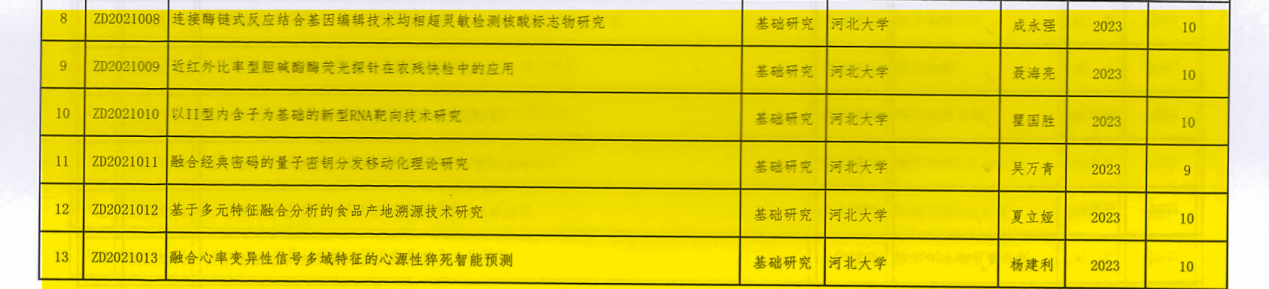 8 ZD2021008 连接酶链式反应结合基因编辑技术均相超灵敏检测核酸标志物研究 基础研究 河北大学 成永强 2023 10
9 ZD2021009 近红外比率型胆碱酯酶荧光探针在农残快检中的应用 基础研究 河北大学 聂海亮 2023 10
10 ZD2021010 以II型内含子为基础的新型RNA靶向技术研究 基础研究 河北大学 瞿国胜 2023 10
11 ZD2021011 融合经典密码的量子密钥分发移动化理论研究 基础研究 河北大学 吴万青 2023 9
12 ZD2021012 基于多元特征融合分析的食品产地溯源技术研究 基础研究 河北大学 夏立娅 2023 10
13 ZD2021013 融合心率变异性信号多域特征的心源性猝死智能预测 基础研究 河北大学 杨建利 2023 10